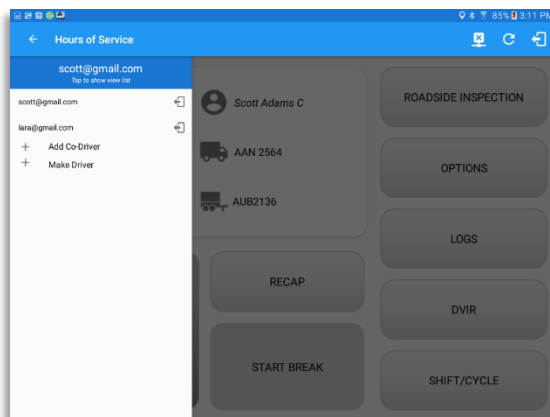 85% 3:11 PM
Hours of Service
scott@gmail.com
Tap to show view list
scott@gmail.com
lara@gmail.com
Add Co-Driver
Make Driver
Scott Adams C
AAN 2564
AUB2136
RECAP
START BREAK
ROADSIDE INSPECTION
OPTIONS
LOGS
DVIR
SHIFT/CYCLE